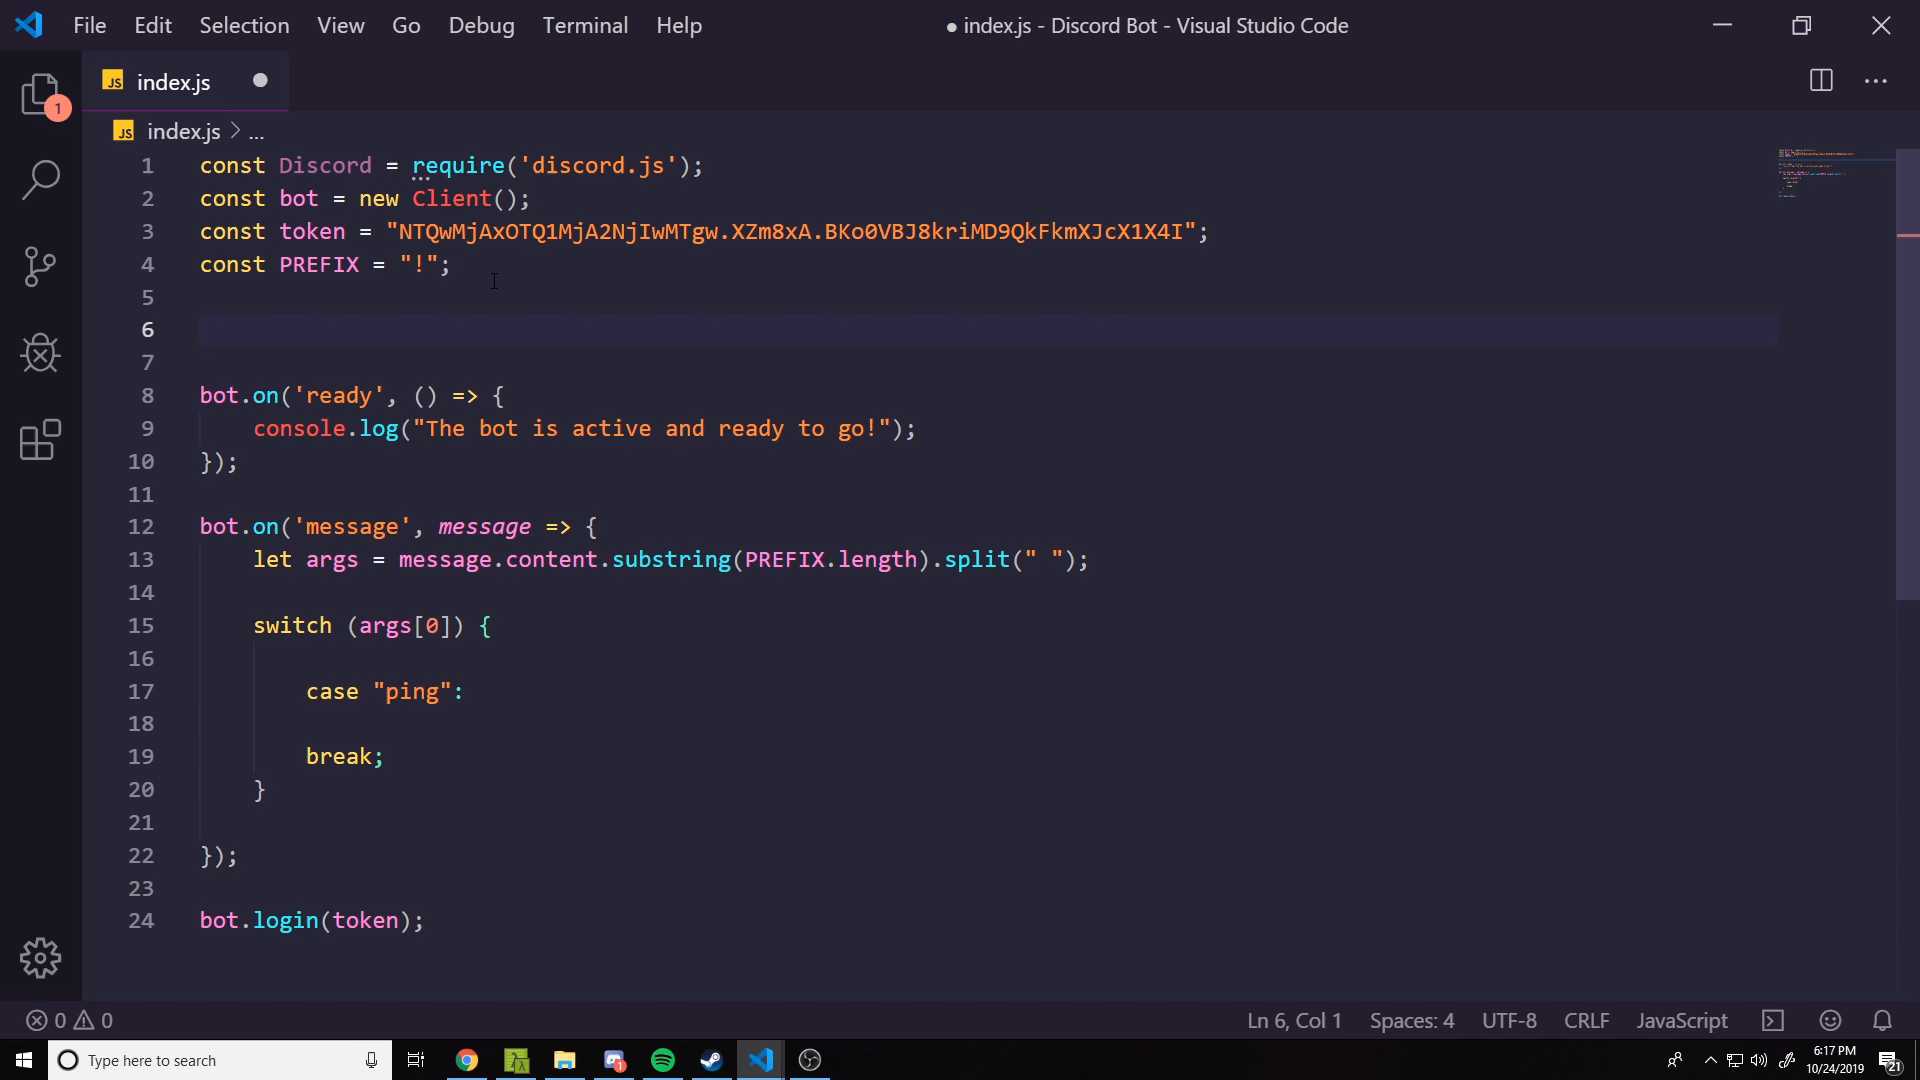 File Edit Selection View Go Debug Terminal Help
● index.js - Discord Bot - Visual Studio Code
JS index.js
1
JS index.js > ...
1 const Discord = require('discord.js');
2 const bot = new Client();
3 const token = "NTQwMjAxOTQ1MjA2NjIwMTgw.XZm8xA.BKo0VBJ8kriMD9QkFkmXJcX1X4I";
4 const PREFIX = "!";
5
6
7
8 bot.on('ready', () => {
9 console.log("The bot is active and ready to go!");
10 });
11
12 bot.on('message', message => {
13 let args = message.content.substring(PREFIX.length).split(" ");
14
15 switch (args[0]) {
16
17 case "ping":
18
19 break;
20 }
21
22 });
23
24 bot.login(token);
0 0 Ln 6, Col 1 Spaces: 4 UTF-8 CRLF JavaScript
Type here to search
1
6:17 PM
10/24/2019
21